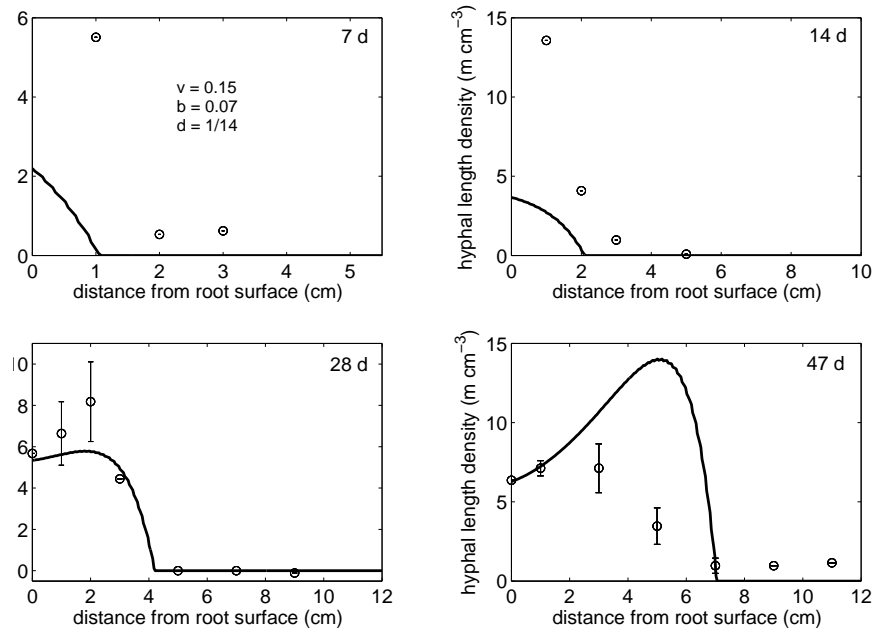 6
4
2
0
0 1 2 3 4 5
distance from root surface (cm)
7 d
v = 0.15
b = 0.07
d = 1/14
hyphal length density (m cm−3)
15
10
5
0
0 2 4 6 8 10
distance from root surface (cm)
14 d
10
8
6
4
2
0
0 2 4 6 8 10 12
distance from root surface (cm)
28 d
hyphal length density (m cm−3)
15
10
5
0
0 2 4 6 8 10 12
distance from root surface (cm)
47 d